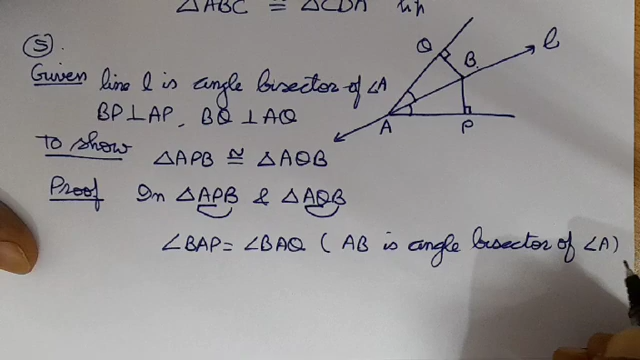 △ABC ≅ △CDA
(5).
Given line l is angle bisector of ∠A
BP⊥AP, BQ ⊥ AQ
To show △APB ≅ △AQB
Proof In △APB & △AQB
∠BAP = ∠BAQ ( AB is angle bisector of ∠A)
Q
B
l
A
P